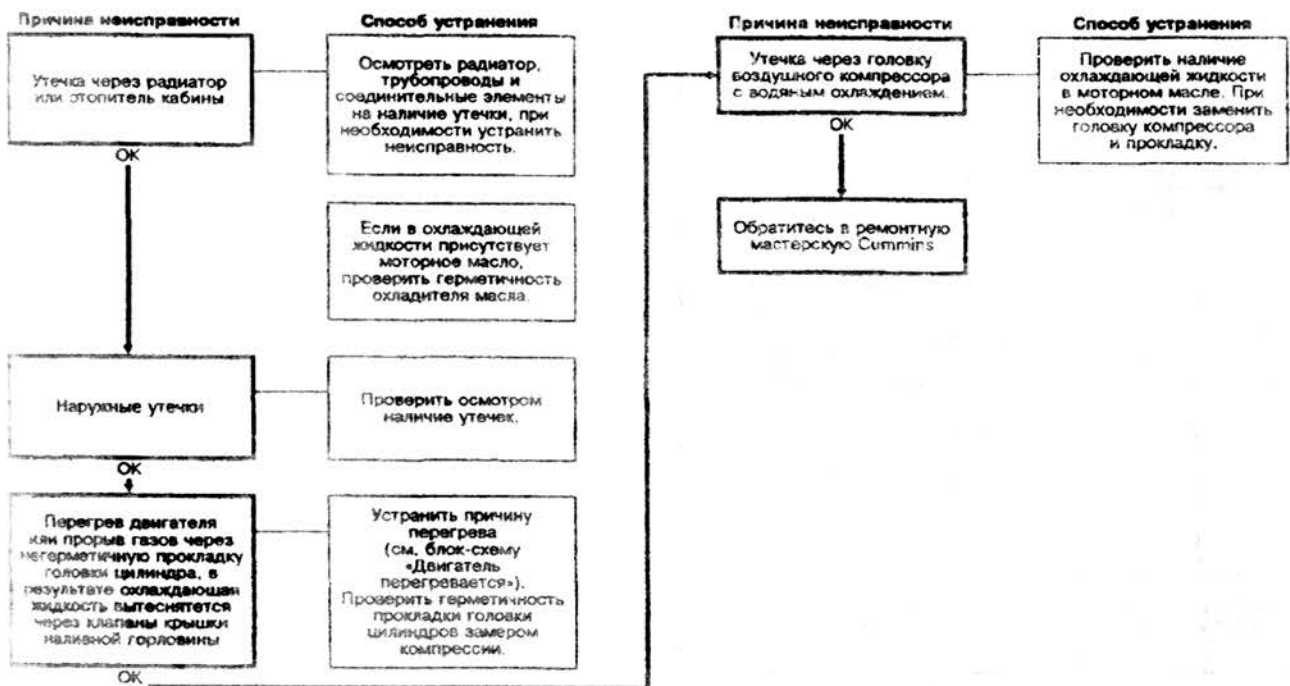 Причина неисправности
Способ устранения
Утечка через радиатор
или отопитель кабины
Осмотреть радиатор,
трубопроводы и
соединительные элементы
на наличие утечки, при
необходимости устранить
неисправность.
ОК
Если в охлаждающей
жидкости присутствует
моторное масло,
проверить герметичность
охладителя масла.
Наружные утечки
Проверить осмотром
наличие утечек.
ОК
Перегрев двигателя
или прорыв газов через
негерметичную прокладку
головки цилиндра, в
результате охлаждающая
жидкость вытеснятется
через клапаны крышки
наливной горловины
Устранить причину
перегрева
(см. блок-схему
«Двигатель
перегревается»).
Проверить герметичность
прокладки головки
цилиндров замером
компрессии.
ОК
Причина неисправности
Способ устранения
Утечка через головку
воздушного компрессора
с водяным охлаждением.
Проверить наличие
охлаждающей жидкости
в моторном масле. При
необходимости заменить
головку компрессора
и прокладку.
ОК
Обратитесь в ремонтную
мастерскую Cummins